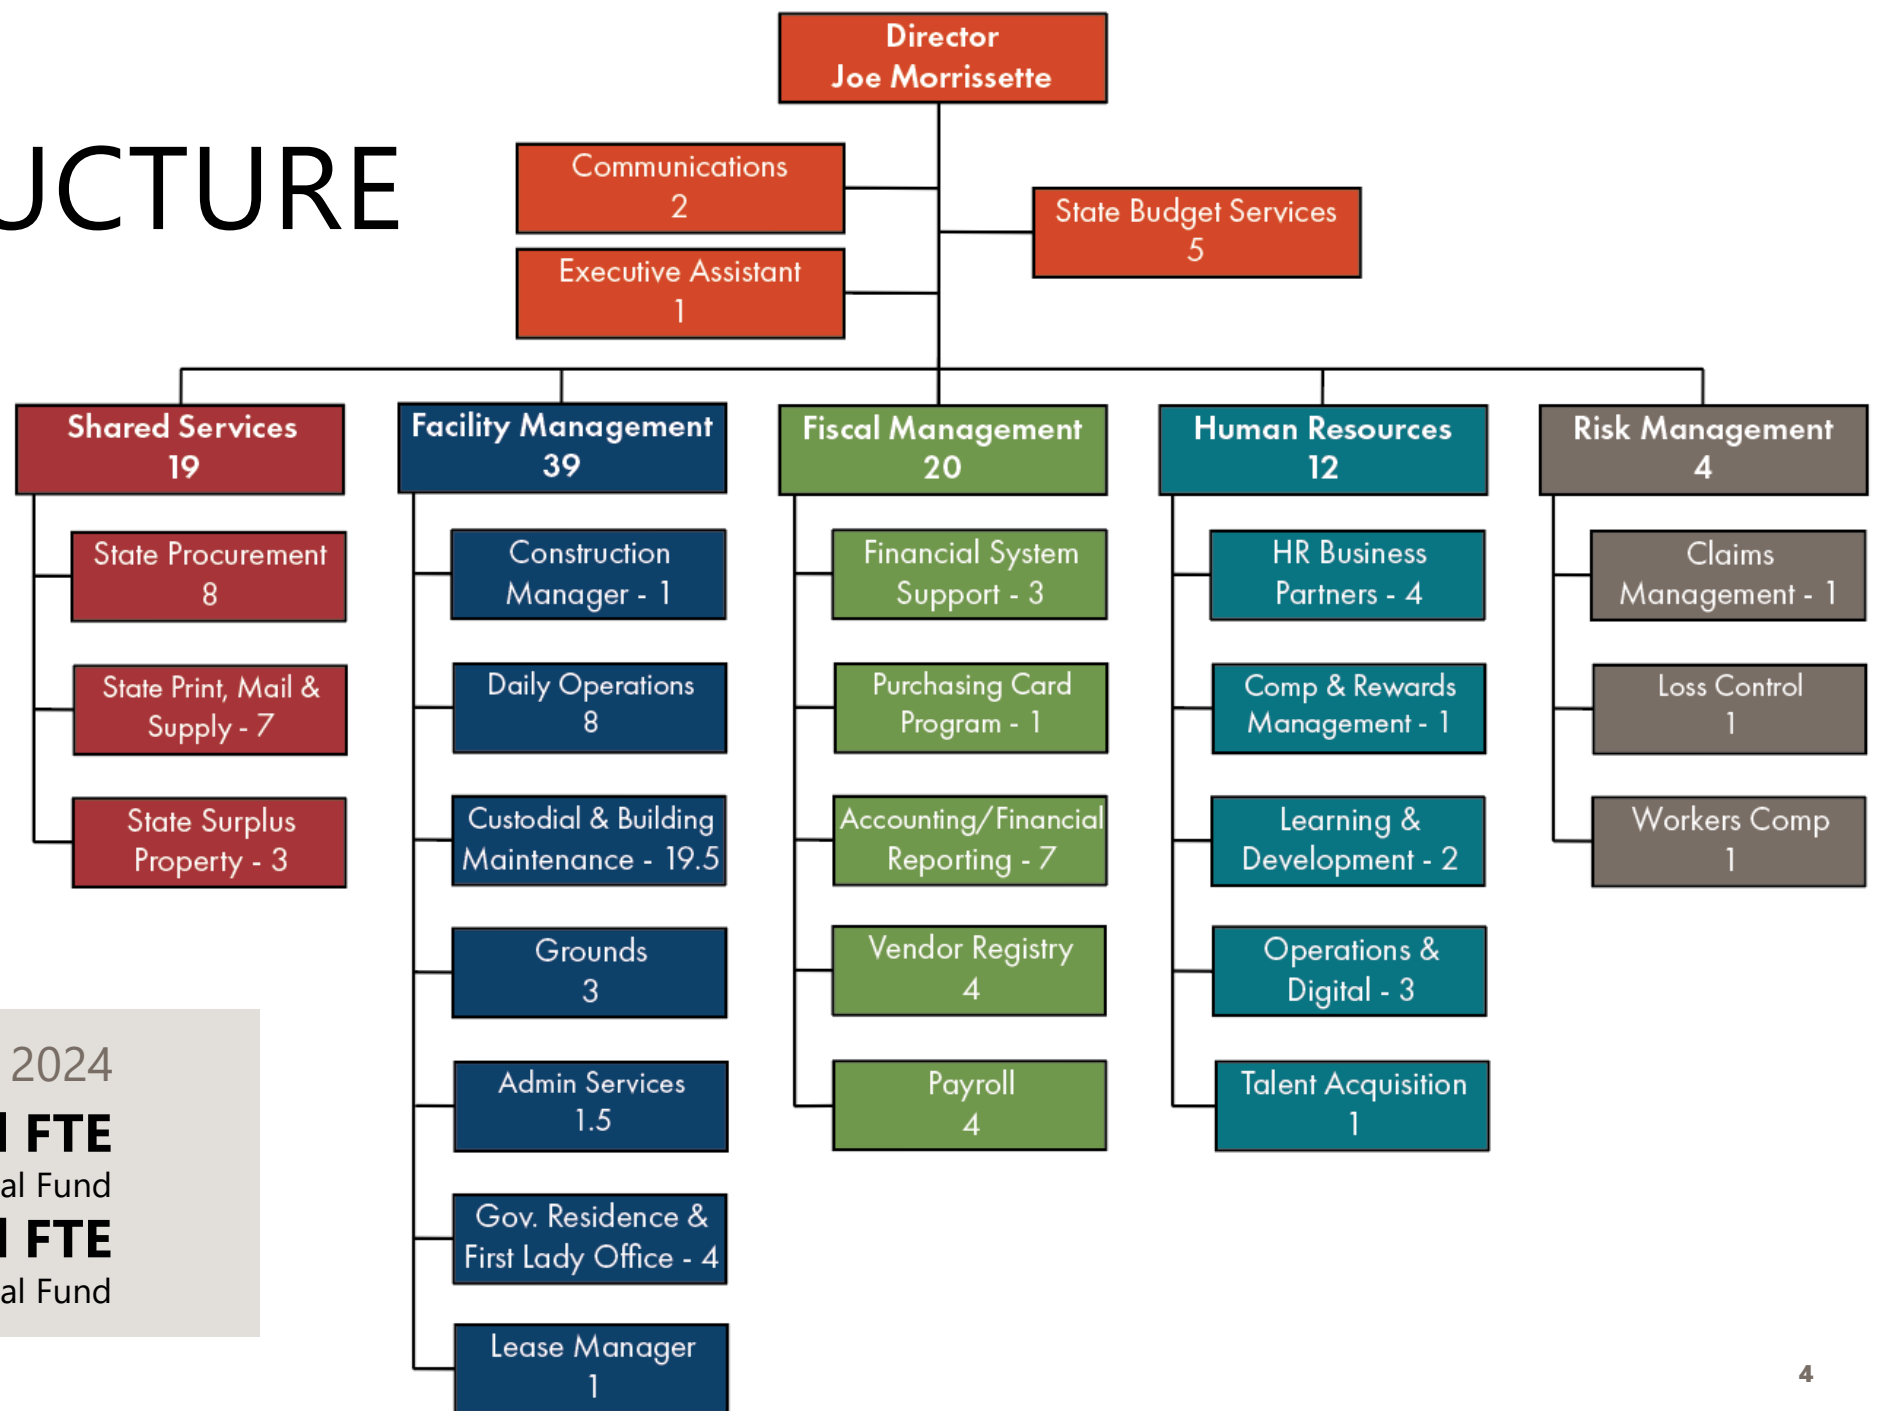 UCTURE
Director
Joe Morrissette
Communications
2
State Budget Services
5
Executive Assistant
1
Shared Services
19
State Procurement
8
State Print, Mail &
Supply - 7
State Surplus
Property - 3
Facility Management
39
Construction
Manager - 1
Daily Operations
8
Custodial & Building
Maintenance - 19.5
Grounds
3
Admin Services
1.5
Gov. Residence &
First Lady Office - 4
Lease Manager
1
Fiscal Management
20
Financial System
Support - 3
Purchasing Card
Program - 1
Accounting/Financial
Reporting - 7
Vendor Registry
4
Payroll
4
Human Resources
12
HR Business
Partners - 4
Comp & Rewards
Management - 1
Learning &
Development - 2
Operations &
Digital - 3
Talent Acquisition
1
Risk Management
4
Claims
Management - 1
Loss Control
1
Workers Comp
1
2024
FTE
al Fund
FTE
al Fund
4